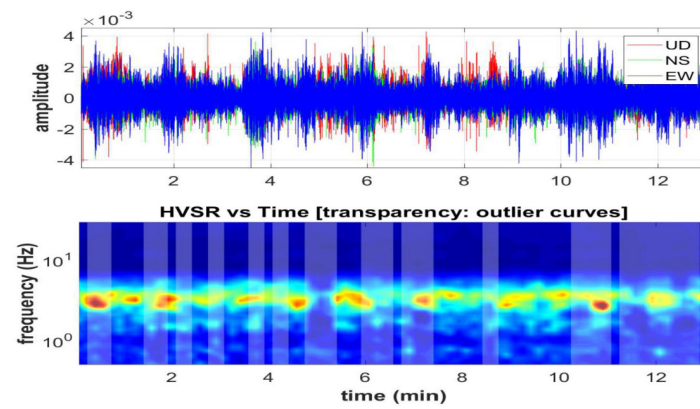 ×10⁻³
4
2
0
-2
-4
amplitude
UD
NS
EW
2 4 6 8 10 12
HVSR vs Time [transparency: outlier curves]
10¹
10⁰
frequency (Hz)
2 4 6 8 10 12
time (min)